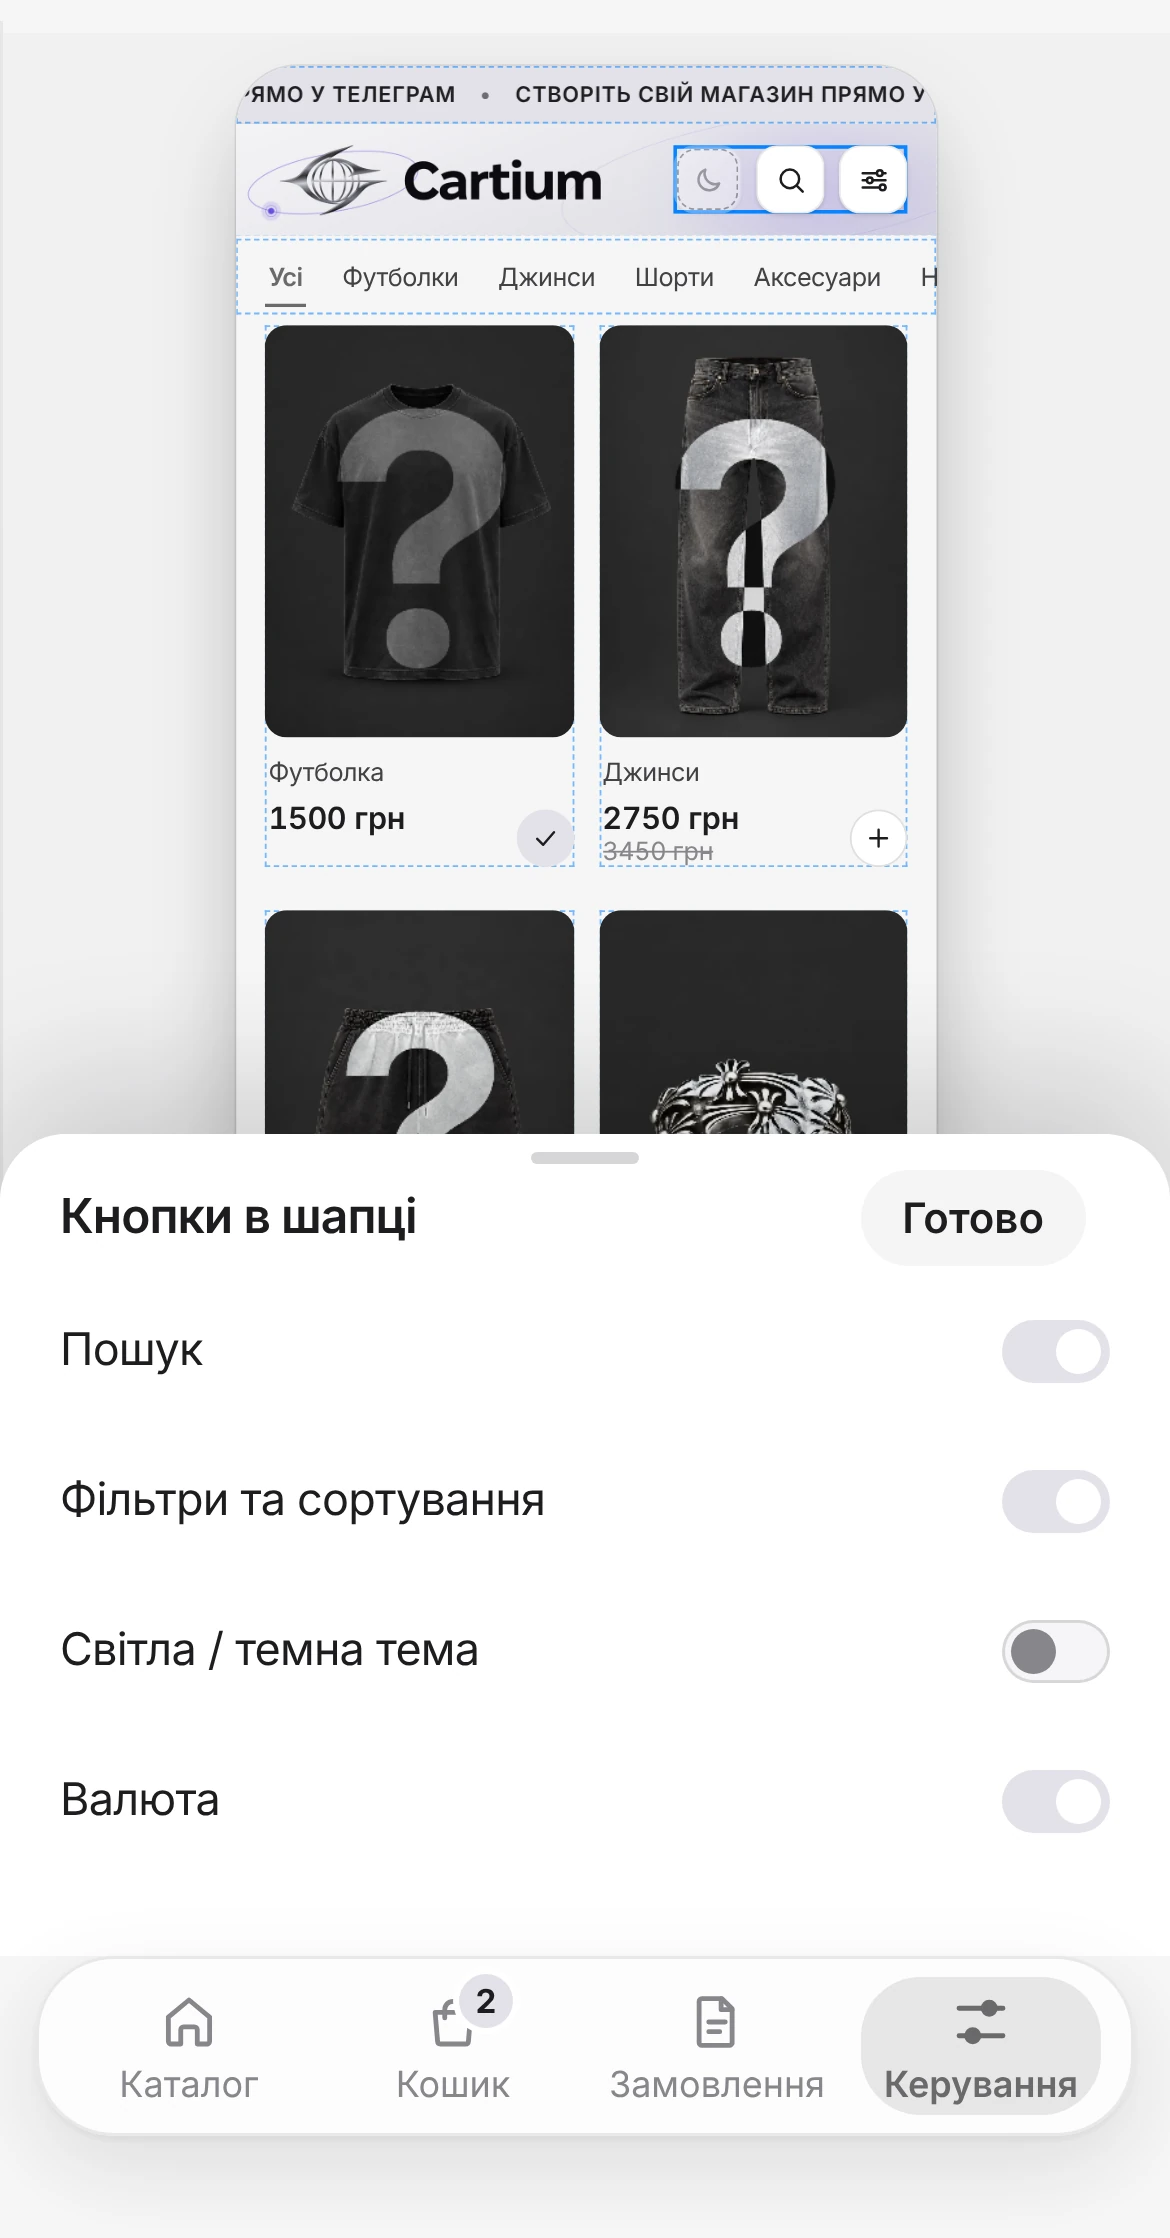 РЯМО У ТЕЛЕГРАМ • СТВОРІТЬ СВІЙ МАГАЗИН ПРЯМО У
Cartium
Усі Футболки Джинси Шорти Аксесуари Н
? ?
Футболка Джинси
1500 грн 2750 грн
3450 грн
?
Кнопки в шапці Готово
Пошук
Фільтри та сортування
Світла / темна тема
Валюта
2
Каталог Кошик Замовлення Керування